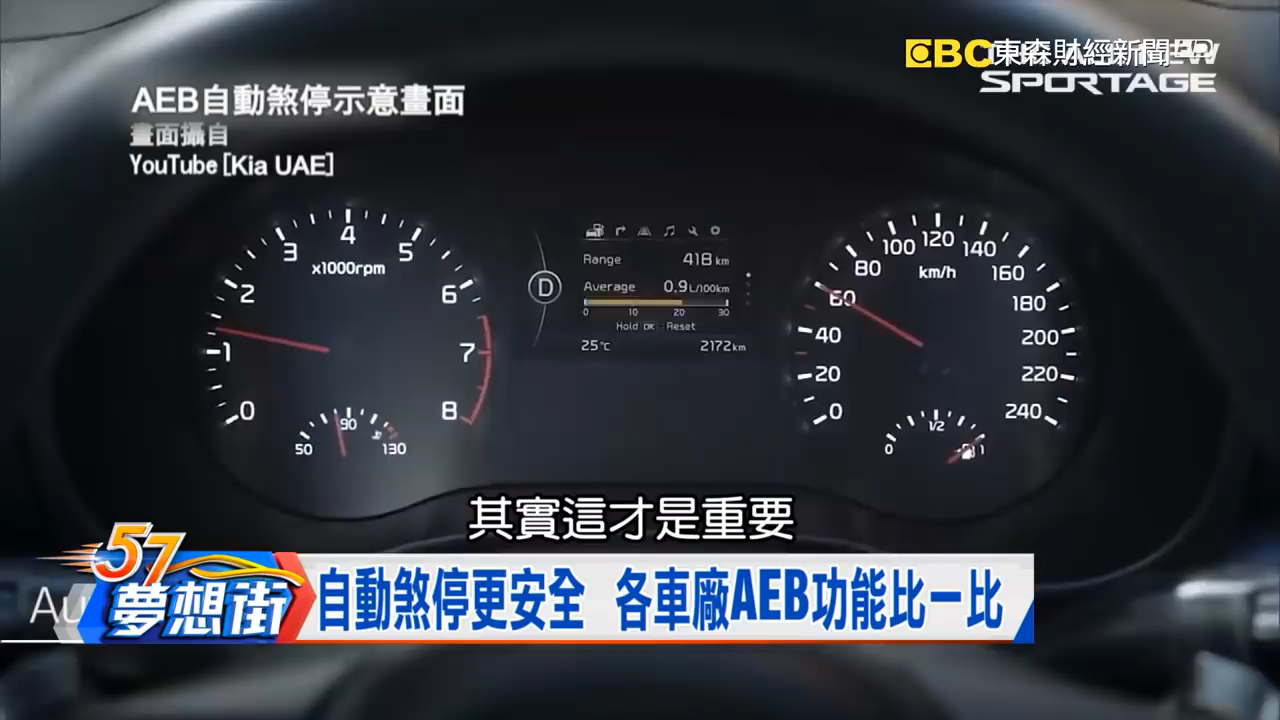 EBC東森財經新聞
SPORTAGE
AEB自動煞停示意畫面
畫面攝自
YouTube [Kia UAE]
0 1 2 3 4 5 6 7 8
x1000rpm
50 90 130
D
Range 418 km
Average 0.9 L/100km
0 10 20 30
Hold OK : Reset
25°C 2172 km
0 20 40 60 80 100 120 140 160 180 200 220 240
km/h
0 1/2 1
其實這才是重要
57夢想街
自動煞停更安全 各車廠AEB功能比一比